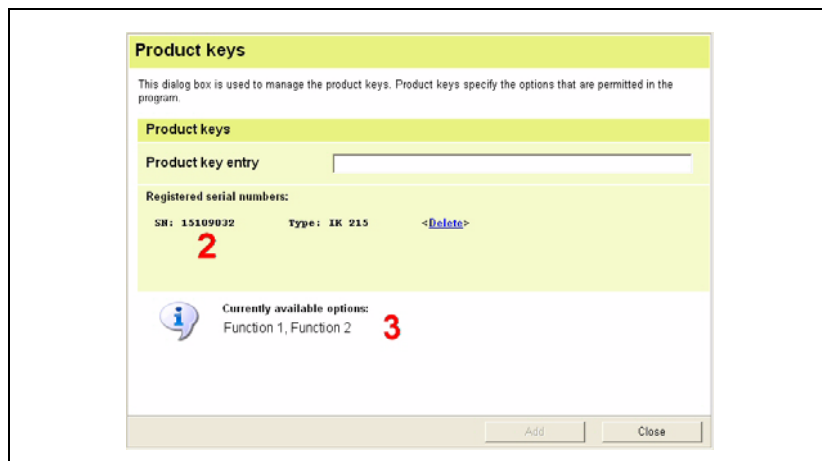 Product keys
This dialog box is used to manage the product keys. Product keys specify the options that are permitted in the
program.
Product keys
Product key entry
Registered serial numbers:
SN: 15109032 Type: IK 215 <Delete>
2
Currently available options:
Function 1, Function 2 3
Add Close